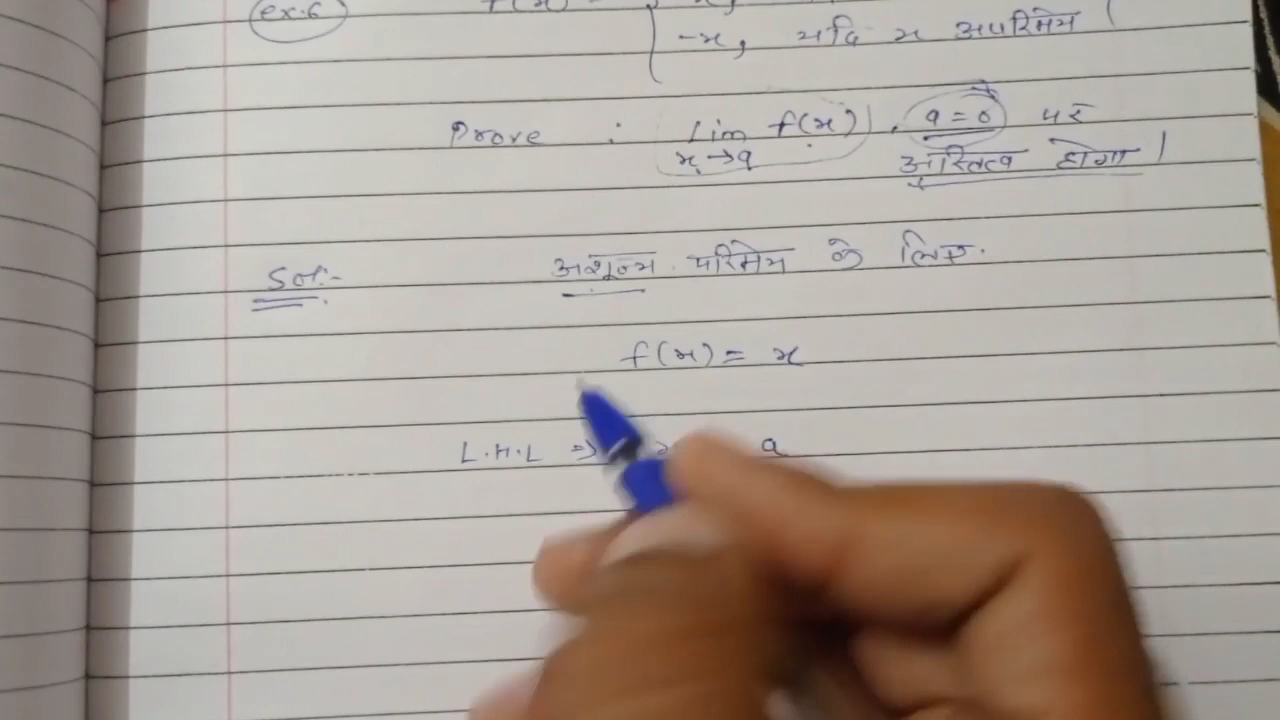 ex.6 f(x)
-x, यदि x अपरिमेय
Prove : lim f(x), a = 0 पर
x→a अस्तित्व होगा।
Sol:- अशून्य परिमेय के लिए.
f(x) = x
L.H.L ⇒ a